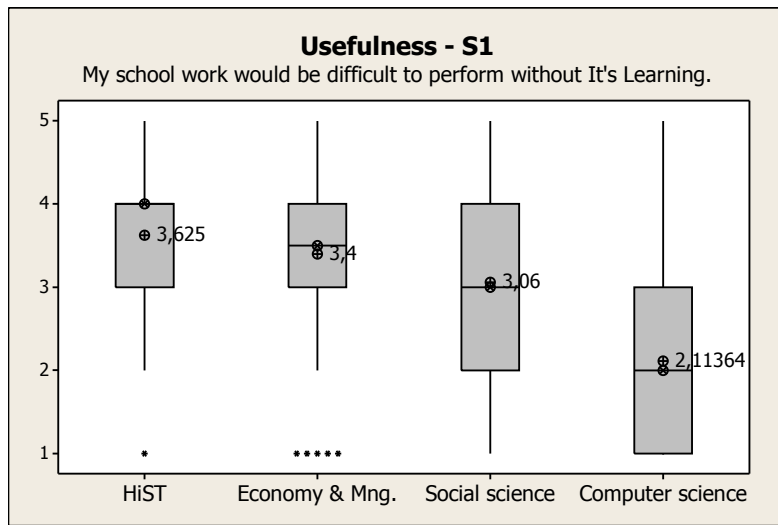 Usefulness - S1
My school work would be difficult to perform without It's Learning.
5
4
3
2
1
3,625
3,4
3,06
2,11364
HiST
Economy & Mng.
Social science
Computer science